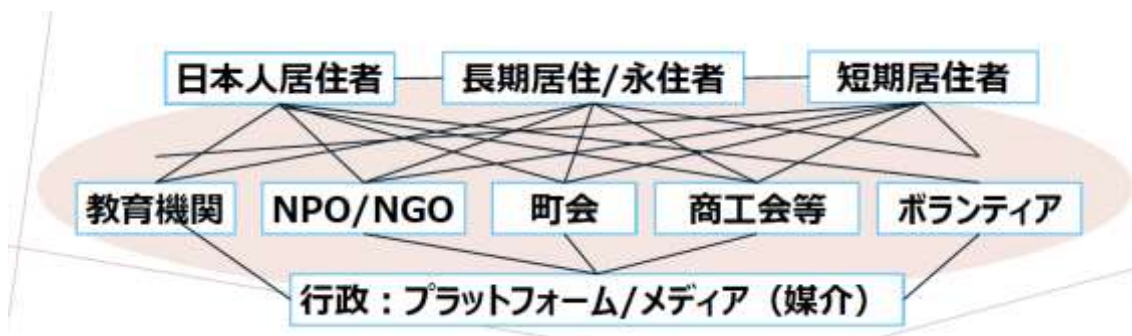 日本人居住者
長期居住/永住者
短期居住者
教育機関
NPO/NGO
町会
商工会等
ボランティア
行政：プラットフォーム/メディア（媒介）